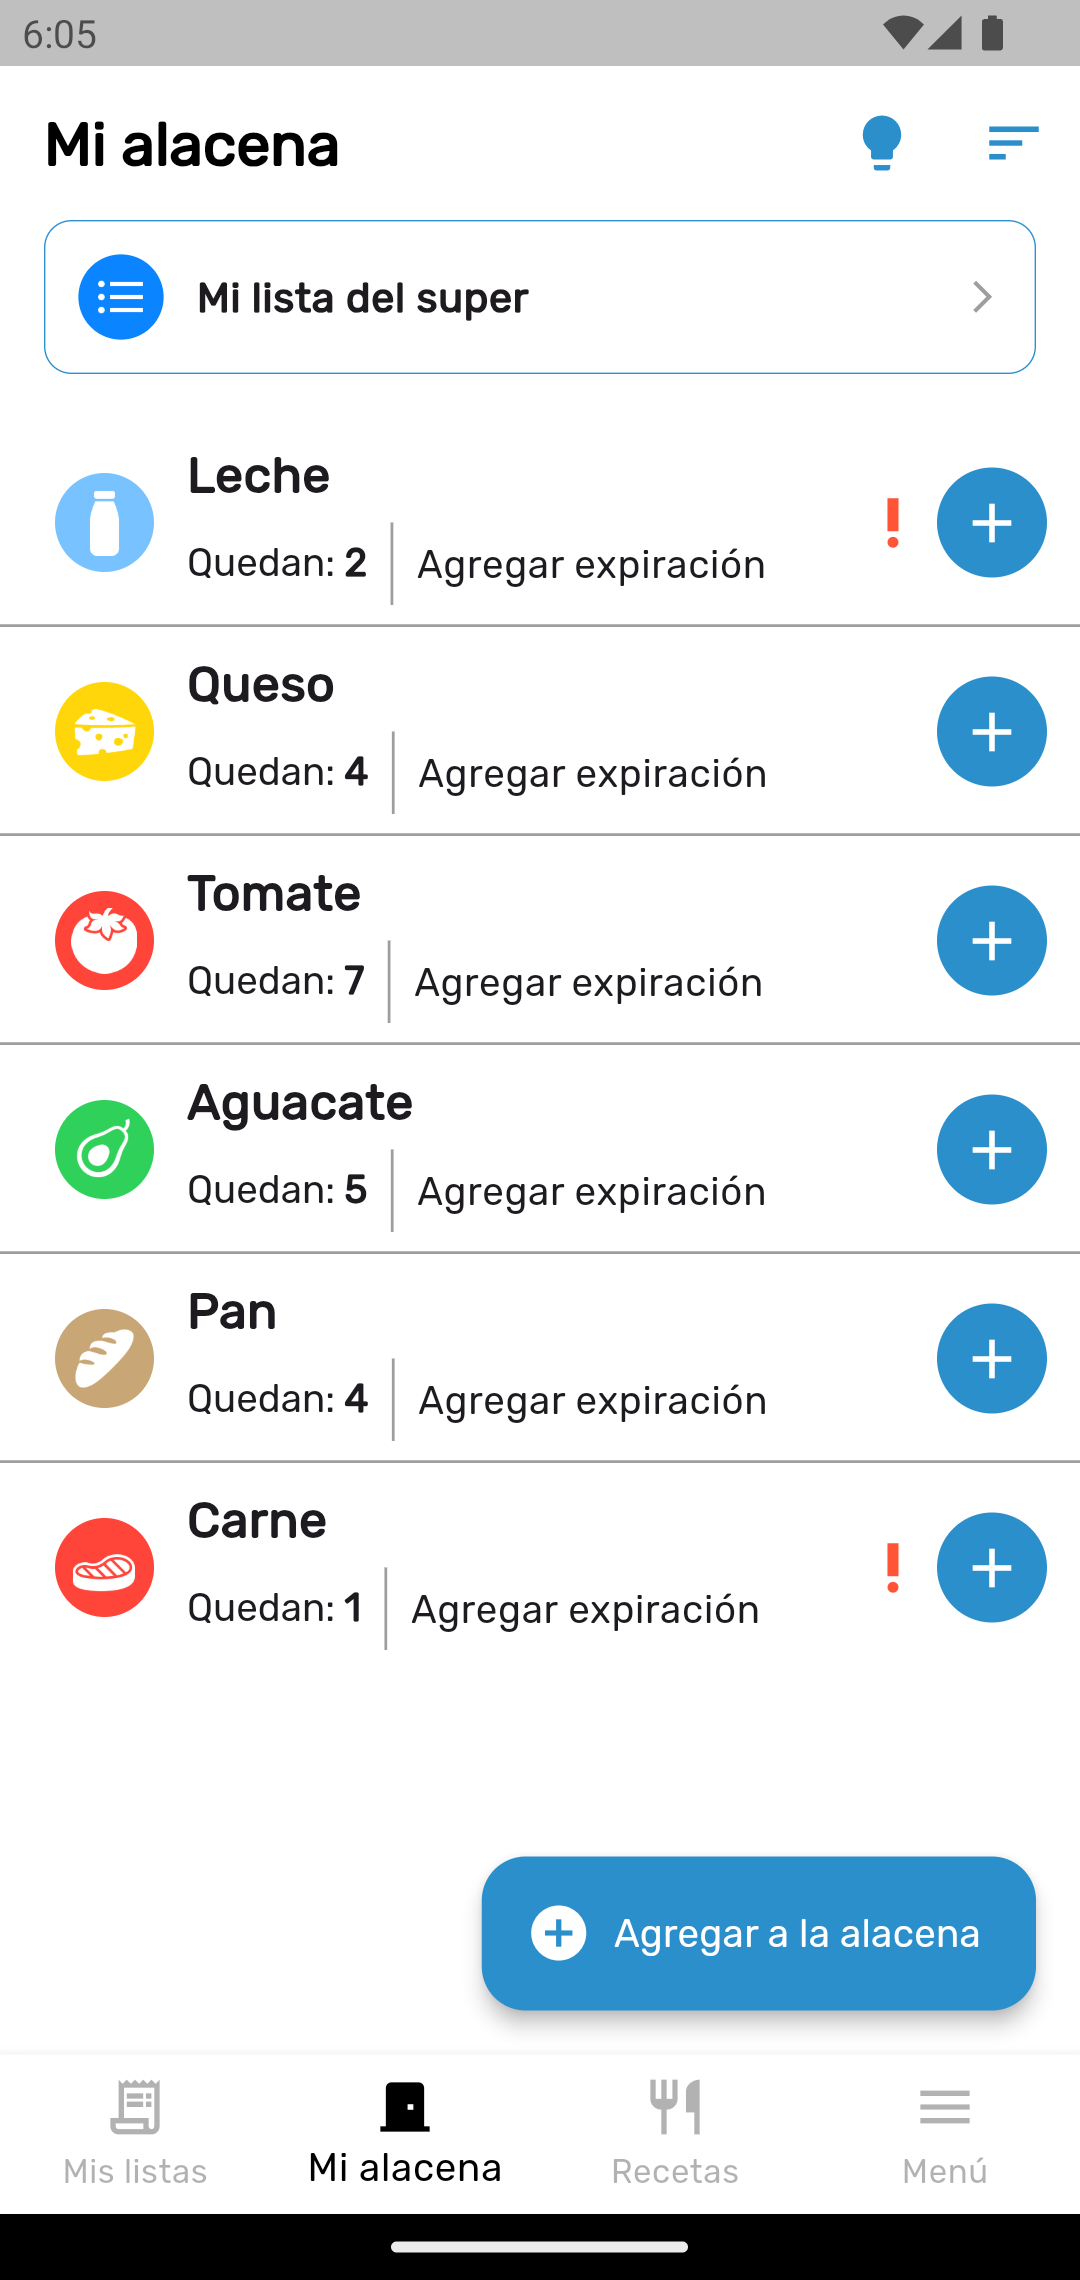 6:05
Mi alacena
Mi lista del super
Leche
Quedan: 2 Agregar expiración
Queso
Quedan: 4 Agregar expiración
Tomate
Quedan: 7 Agregar expiración
Aguacate
Quedan: 5 Agregar expiración
Pan
Quedan: 4 Agregar expiración
Carne
Quedan: 1 Agregar expiración
Agregar a la alacena
Mis listas Mi alacena Recetas Menú